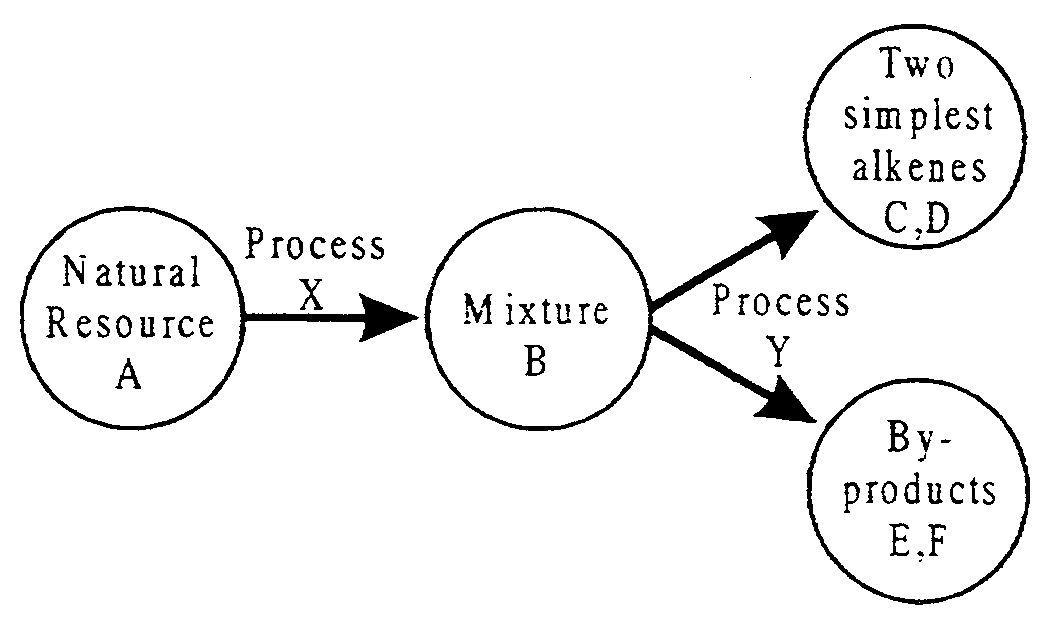 Natural
Resource
A
Process
X
Mixture
B
Process
Y
Two
simplest
alkenes
C,D
By-
products
E,F